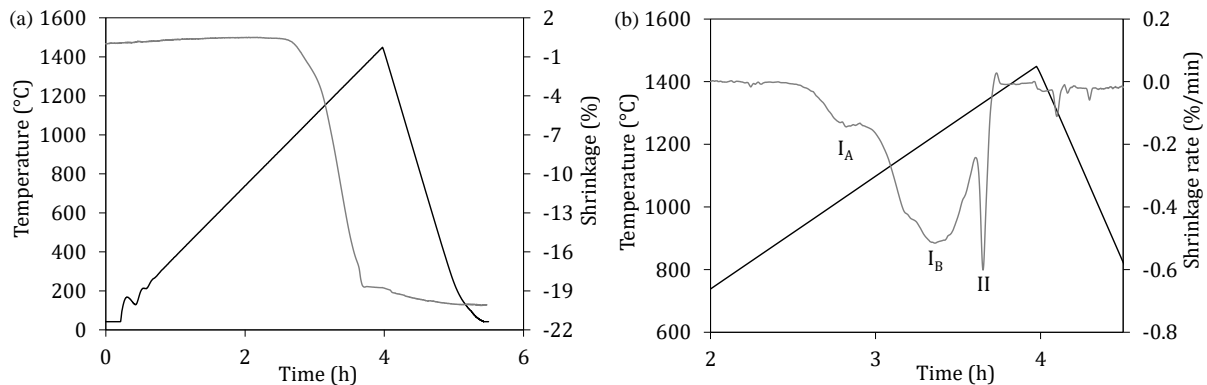 (a)
1600
1400
1200
1000
800
600
400
200
0
Temperature (°C)
2
-1
-4
-7
-10
-13
-16
-19
-22
Shrinkage (%)
0 2 4 6
Time (h)
(b)
1600
1400
1200
1000
800
600
Temperature (°C)
0.2
0.0
-0.2
-0.4
-0.6
-0.8
Shrinkage rate (%/min)
I_A
I_B
II
2 3 4
Time (h)